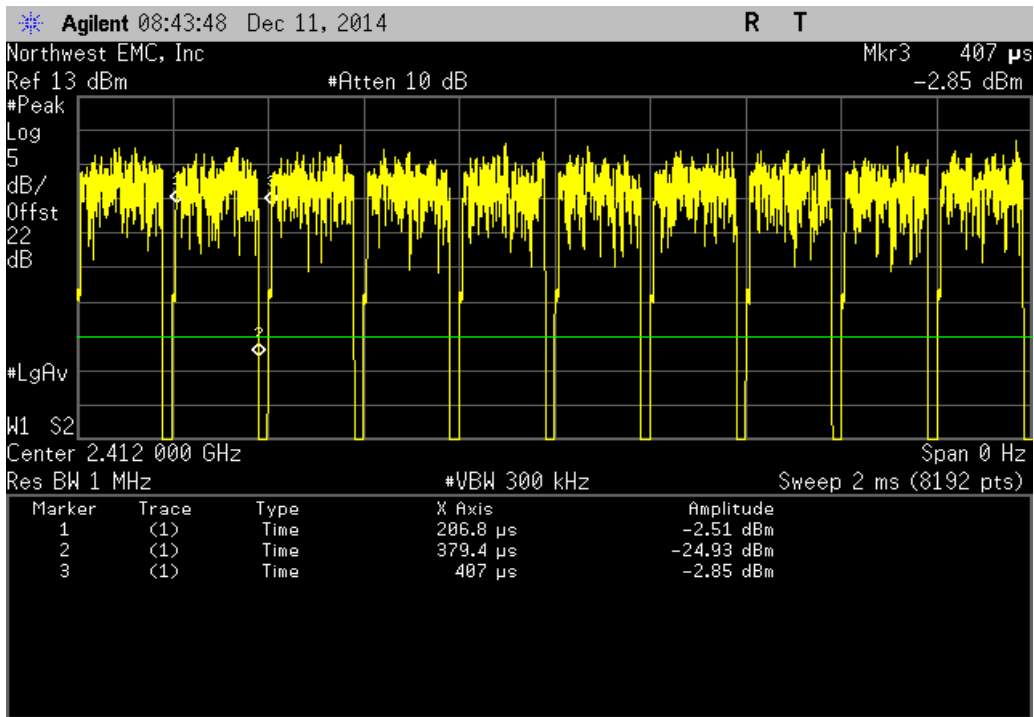 Agilent 08:43:48 Dec 11, 2014 R T
Northwest EMC, Inc Mkr3 407 µs
Ref 13 dBm #Atten 10 dB -2.85 dBm
#Peak
Log
5
dB/
Offst
22
dB
#LgAv
W1 S2
Center 2.412 000 GHz Span 0 Hz
Res BW 1 MHz #VBW 300 kHz Sweep 2 ms (8192 pts)
Marker Trace Type X Axis Amplitude
1 (1) Time 206.8 µs -2.51 dBm
2 (1) Time 379.4 µs -24.93 dBm
3 (1) Time 407 µs -2.85 dBm